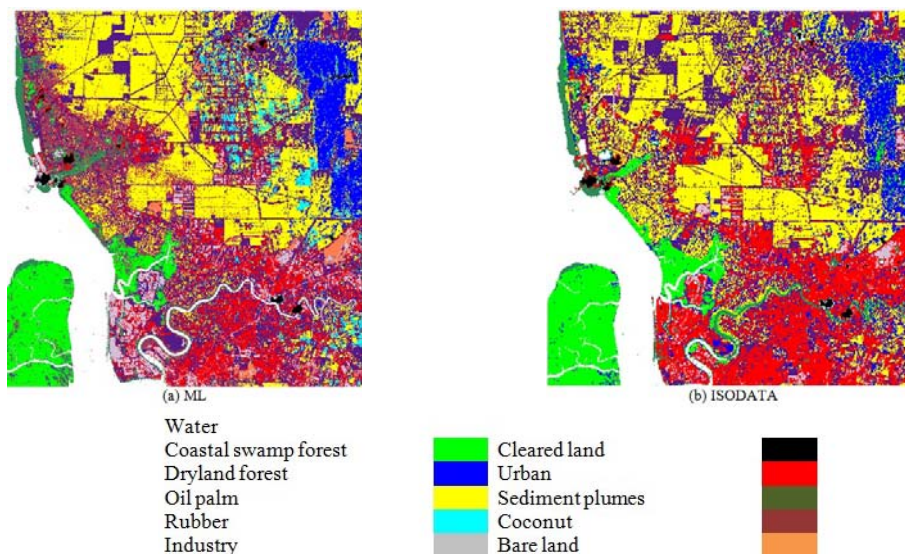 (a) ML
(b) ISODATA
Water
Coastal swamp forest Cleared land
Dryland forest Urban
Oil palm Sediment plumes
Rubber Coconut
Industry Bare land